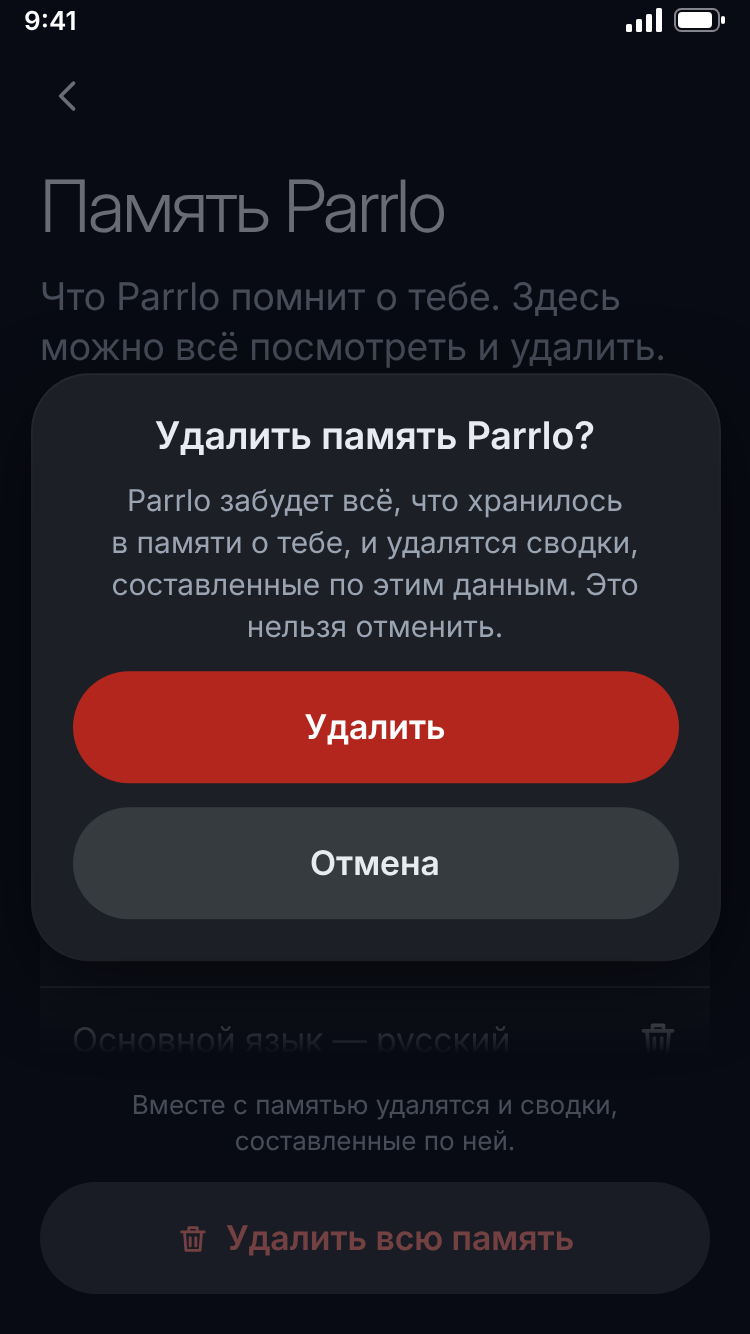 9:41
Память Parrlo
Что Parrlo помнит о тебе. Здесь
можно всё посмотреть и удалить.
Удалить память Parrlo?
Parrlo забудет всё, что хранилось
в памяти о тебе, и удалятся сводки,
составленные по этим данным. Это
нельзя отменить.
Удалить
Отмена
Основной язык — русский
Вместе с памятью удалятся и сводки,
составленные по ней.
Удалить всю память